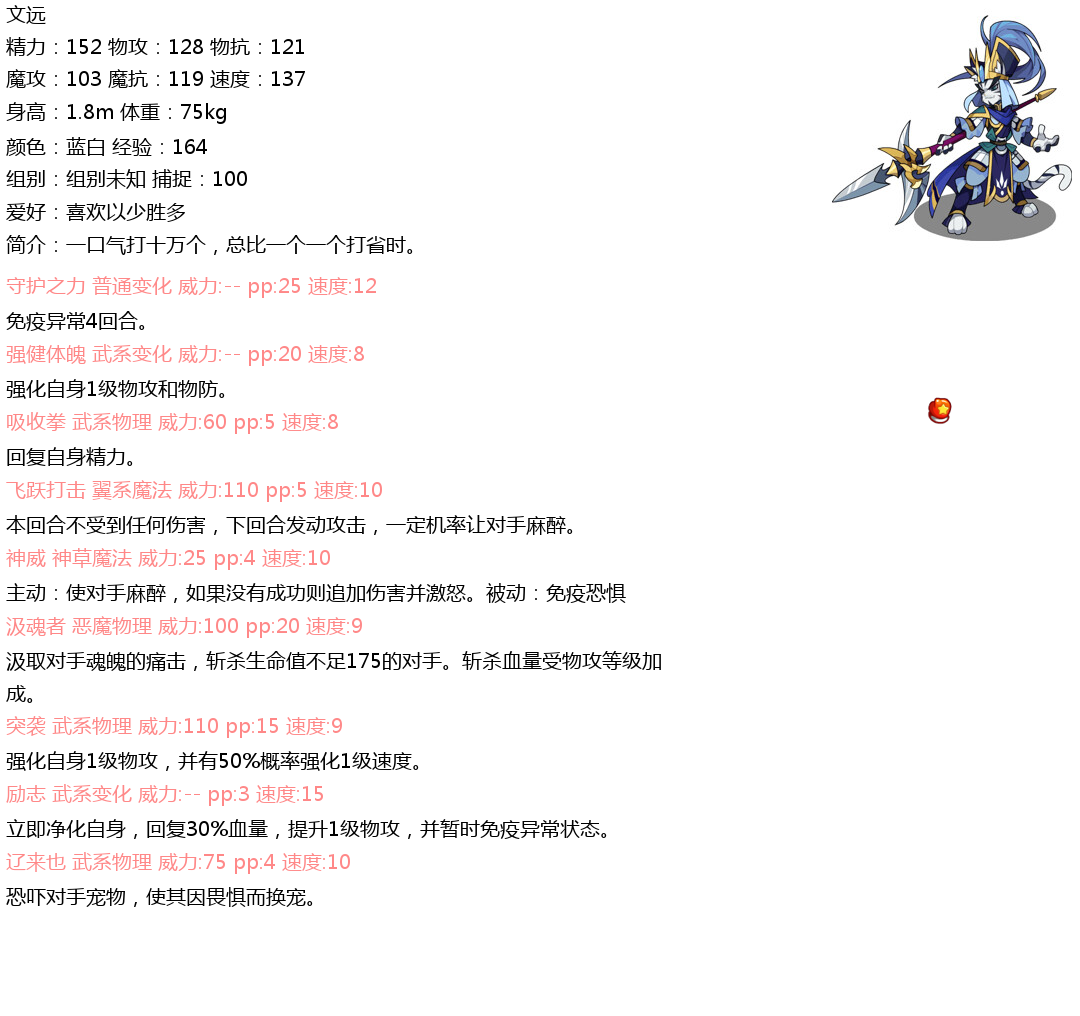 文远
精力：152 物攻：128 物抗：121
魔攻：103 魔抗：119 速度：137
身高：1.8m 体重：75kg
颜色：蓝白 经验：164
组别：组别未知 捕捉：100
爱好：喜欢以少胜多
简介：一口气打十万个，总比一个一个打省时。
守护之力 普通变化 威力:-- pp:25 速度:12
免疫异常4回合。
强健体魄 武系变化 威力:-- pp:20 速度:8
强化自身1级物攻和物防。
吸收拳 武系物理 威力:60 pp:5 速度:8
回复自身精力。
飞跃打击 翼系魔法 威力:110 pp:5 速度:10
本回合不受到任何伤害，下回合发动攻击，一定机率让对手麻醉。
神威 神草魔法 威力:25 pp:4 速度:10
主动：使对手麻醉，如果没有成功则追加伤害并激怒。被动：免疫恐惧
汲魂者 恶魔物理 威力:100 pp:20 速度:9
汲取对手魂魄的痛击，斩杀生命值不足175的对手。斩杀血量受物攻等级加
成。
突袭 武系物理 威力:110 pp:15 速度:9
强化自身1级物攻，并有50%概率强化1级速度。
励志 武系变化 威力:-- pp:3 速度:15
立即净化自身，回复30%血量，提升1级物攻，并暂时免疫异常状态。
辽来也 武系物理 威力:75 pp:4 速度:10
恐吓对手宠物，使其因畏惧而换宠。